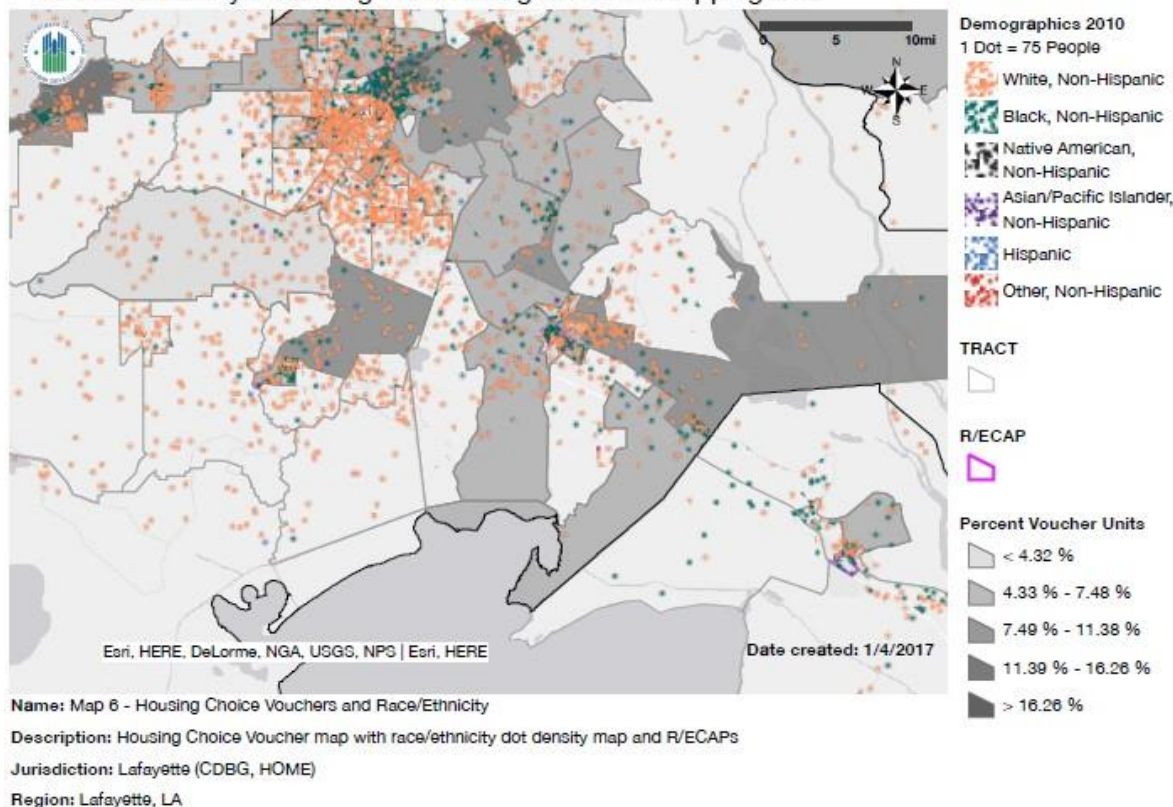 0 5 10mi
N
W E
S
Esri, HERE, DeLorme, NGA, USGS, NPS | Esri, HERE
Date created: 1/4/2017
Demographics 2010
1 Dot = 75 People
White, Non-Hispanic
Black, Non-Hispanic
Native American,
Non-Hispanic
Asian/Pacific Islander,
Non-Hispanic
Hispanic
Other, Non-Hispanic
TRACT
R/ECAP
Percent Voucher Units
< 4.32 %
4.33 % - 7.48 %
7.49 % - 11.38 %
11.39 % - 16.26 %
> 16.26 %
Name: Map 6 - Housing Choice Vouchers and Race/Ethnicity
Description: Housing Choice Voucher map with race/ethnicity dot density map and R/ECAPs
Jurisdiction: Lafayette (CDBG, HOME)
Region: Lafayette, LA